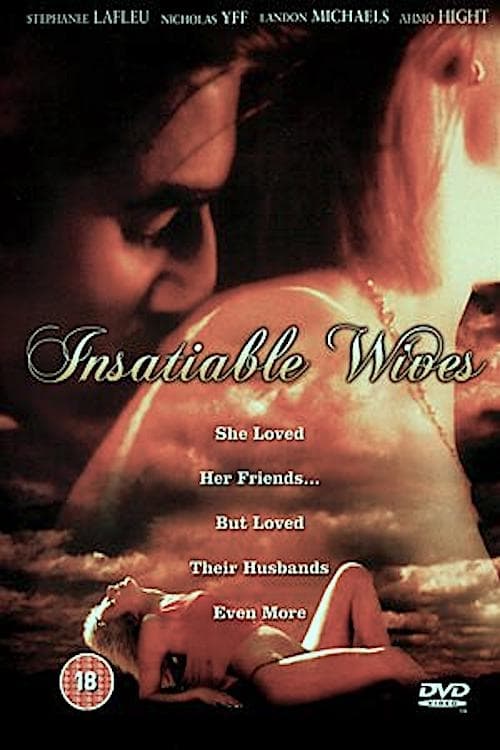 STEPHANIE LAFLEU NICHOLAS YFF LANDON MICHAELS AHMO HIGHT
Insatiable Wives
She Loved
Her Friends...
But Loved
Their Husbands
Even More
18
DVD
VIDEO